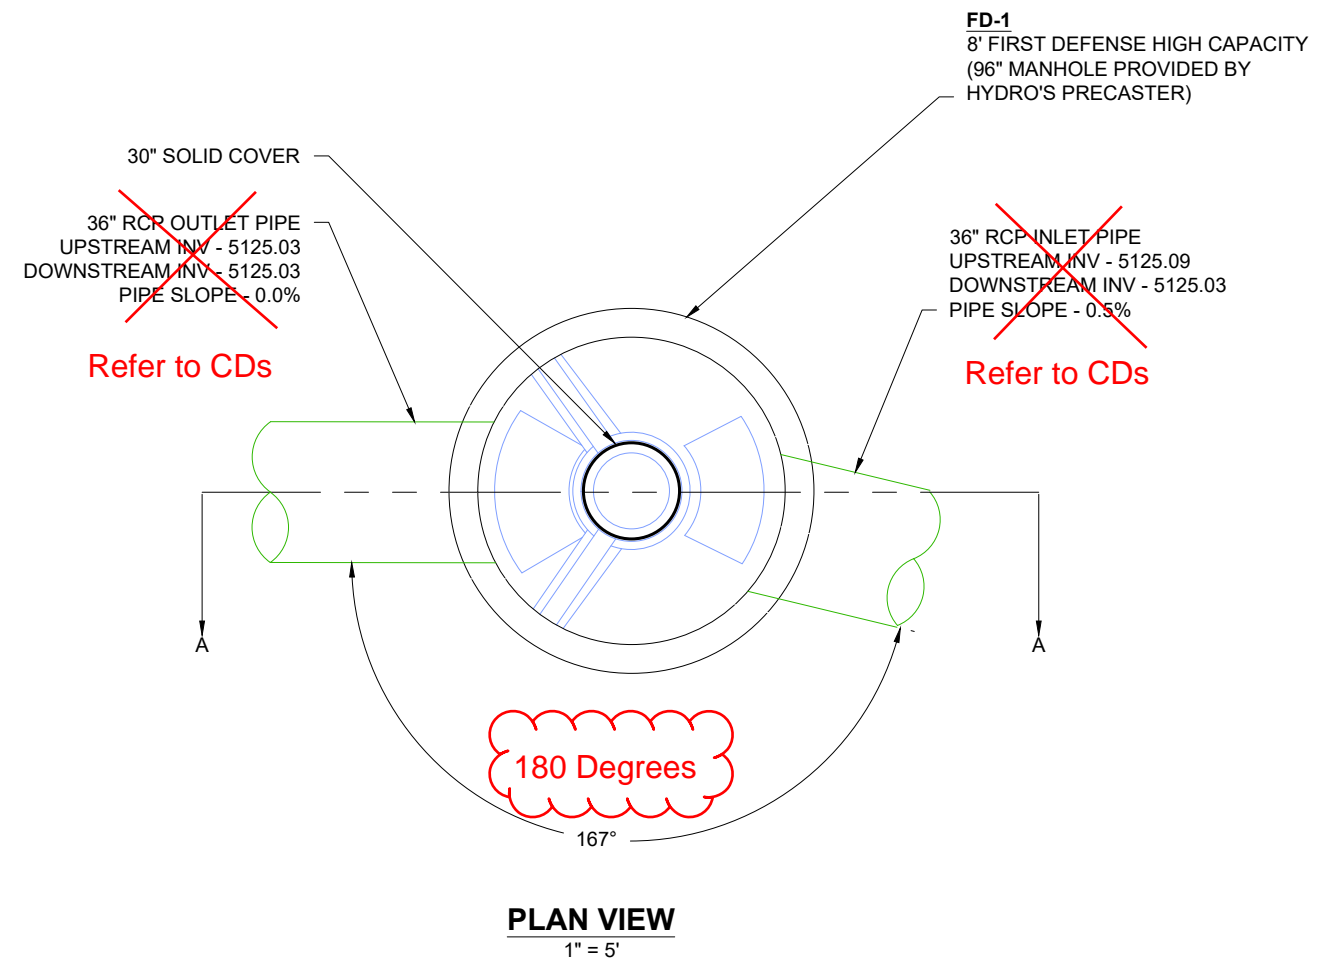 FD-1
8' FIRST DEFENSE HIGH CAPACITY
(96" MANHOLE PROVIDED BY
HYDRO'S PRECASTER)
30" SOLID COVER
36" RCP OUTLET PIPE
UPSTREAM INV - 5125.03
DOWNSTREAM INV - 5125.03
PIPE SLOPE - 0.0%
Refer to CDs
36" RCP INLET PIPE
UPSTREAM INV - 5125.09
DOWNSTREAM INV - 5125.03
PIPE SLOPE - 0.5%
Refer to CDs
A
A
180 Degrees
167°
PLAN VIEW
1" = 5'